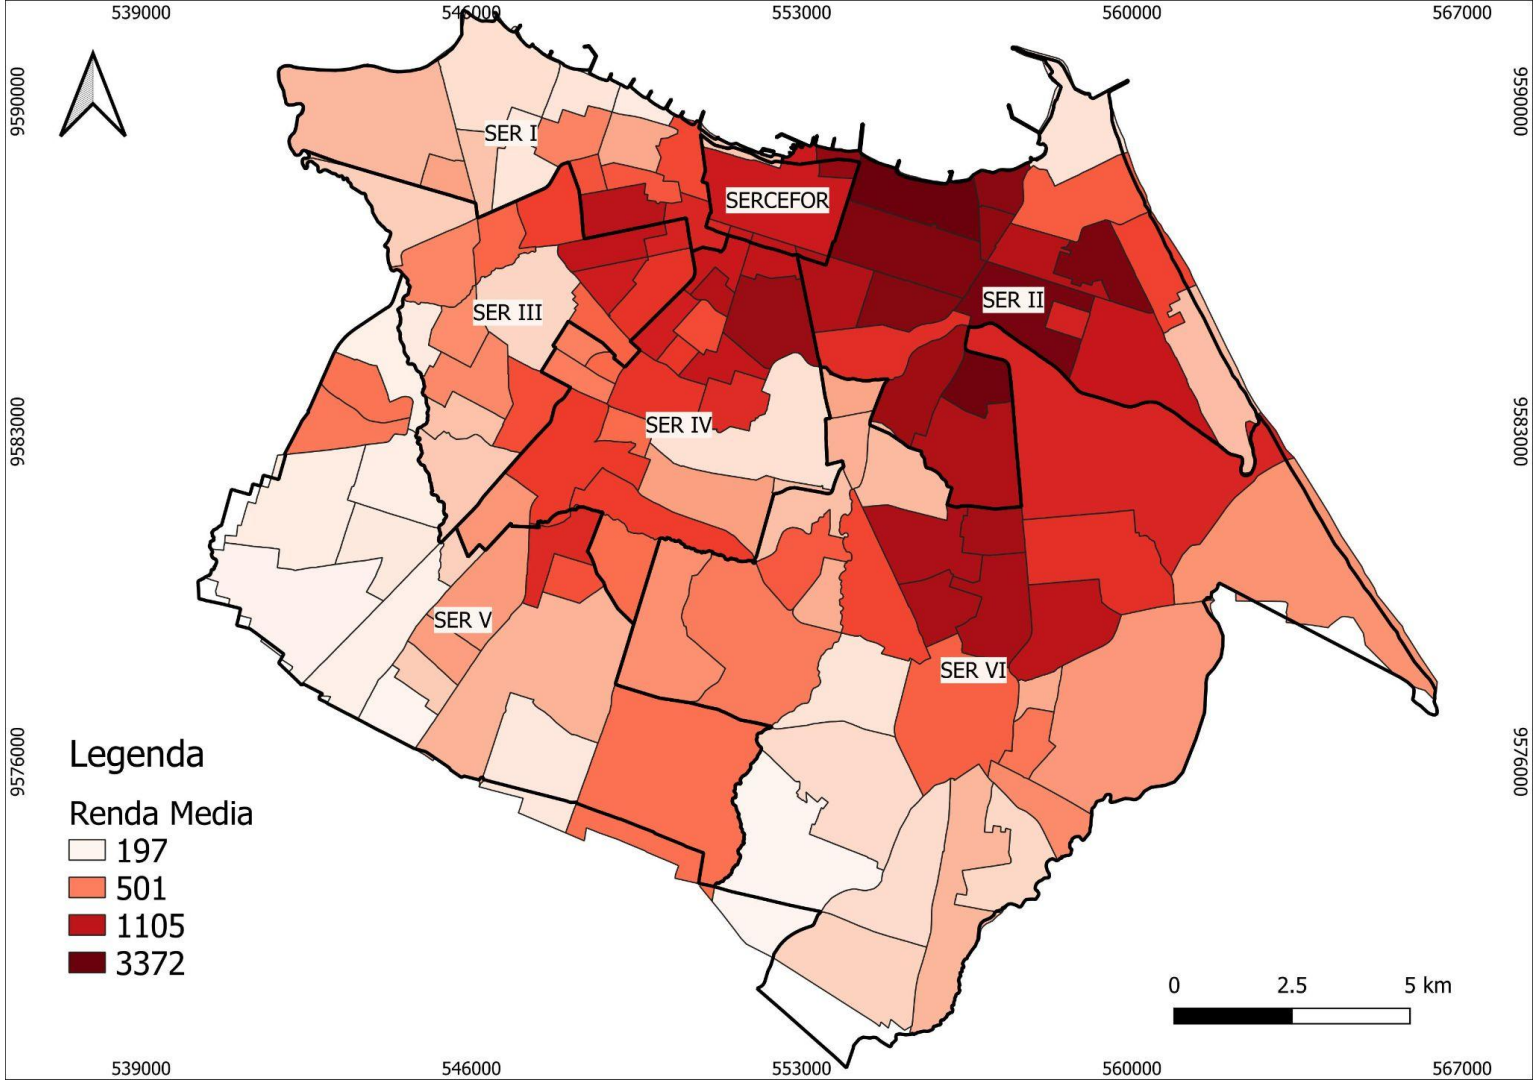 539000
546000
553000
560000
567000
9590000
9590000
SER I
SERCEFOR
SER II
SER III
9583000
9583000
SER IV
SER V
SER VI
9576000
9576000
Legenda
Renda Media
197
501
1105
3372
0 2.5 5 km
539000
546000
553000
560000
567000